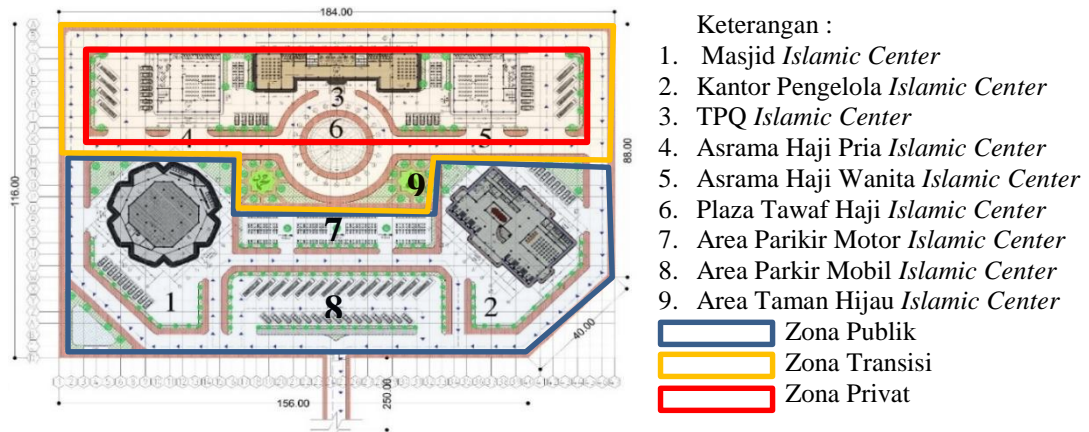 184.00
116.00
88.00
40.00
156.00
250.00
3
6
4
5
9
7
1
2
8
Keterangan :
1. Masjid Islamic Center
2. Kantor Pengelola Islamic Center
3. TPQ Islamic Center
4. Asrama Haji Pria Islamic Center
5. Asrama Haji Wanita Islamic Center
6. Plaza Tawaf Haji Islamic Center
7. Area Parikir Motor Islamic Center
8. Area Parkir Mobil Islamic Center
9. Area Taman Hijau Islamic Center
Zona Publik
Zona Transisi
Zona Privat